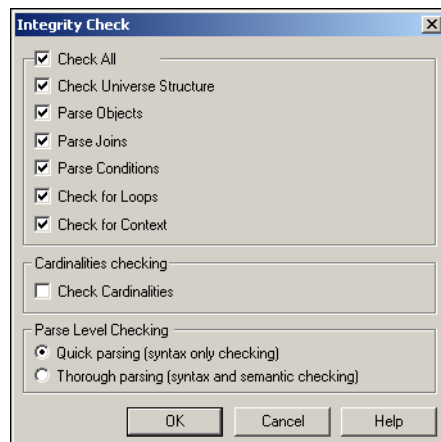 Integrity Check
Check All
Check Universe Structure
Parse Objects
Parse Joins
Parse Conditions
Check for Loops
Check for Context
Cardinalities checking
Check Cardinalities
Parse Level Checking
Quick parsing (syntax only checking)
Thorough parsing (syntax and semantic checking)
OK Cancel Help